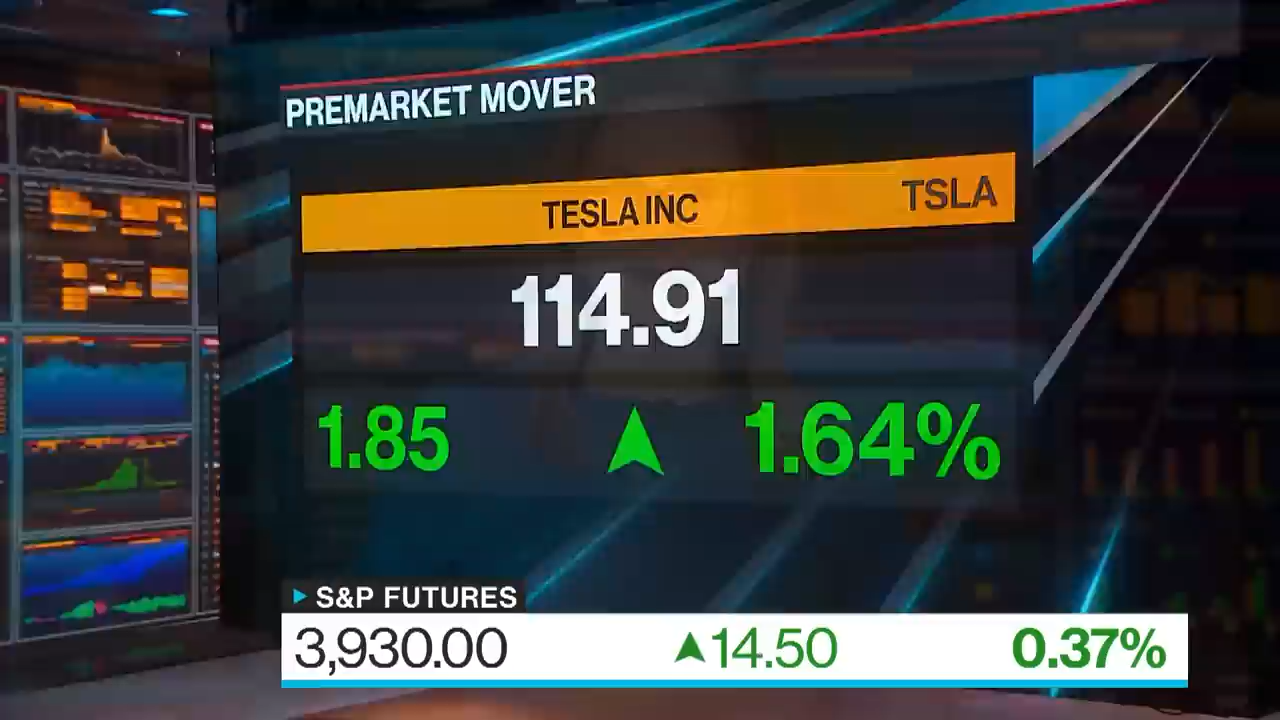 PREMARKET MOVER
TESLA INC TSLA
114.91
1.85 ▲ 1.64%
S&P FUTURES
3,930.00 ▲14.50 0.37%